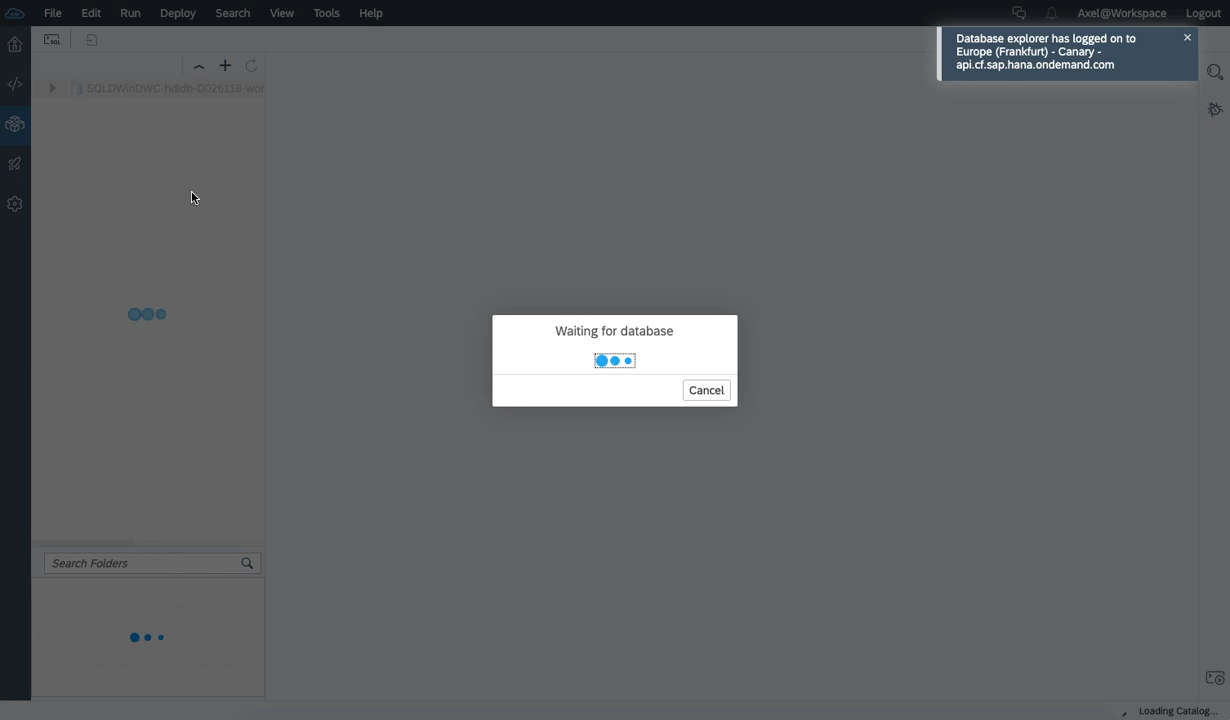 File Edit Run Deploy Search View Tools Help Axel@Workspace Logout
Database explorer has logged on to
Europe (Frankfurt) - Canary -
api.cf.sap.hana.ondemand.com
SQLDWinDWC-hdidb-D026118-wor
Waiting for database
Cancel
Search Folders
Loading Catalog...